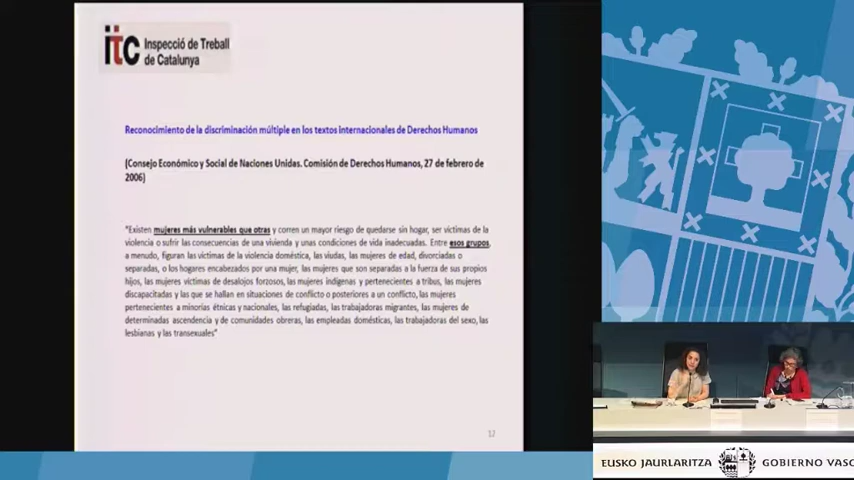 itc Inspecció de Treball
de Catalunya
Reconocimiento de la discriminación múltiple en los textos internacionales de Derechos Humanos
(Consejo Económico y Social de Naciones Unidas. Comisión de Derechos Humanos, 27 de febrero de
2006)
"Existen mujeres más vulnerables que otras y corren un mayor riesgo de quedarse sin hogar, ser víctimas de la
violencia o sufrir las consecuencias de una vivienda y unas condiciones de vida inadecuadas. Entre esos grupos,
a menudo, figuran las víctimas de la violencia doméstica, las viudas, las mujeres de edad, divorciadas o
separadas, o los hogares encabezados por una mujer, las mujeres que son separadas a la fuerza de sus propios
hijos, las mujeres víctimas de desalojos forzosos, las mujeres indígenas y pertenecientes a tribus, las mujeres
discapacitadas y las que se hallan en situaciones de conflicto o posteriores a un conflicto, las mujeres
pertenecientes a minorías étnicas y nacionales, las refugiadas, las trabajadoras migrantes, las mujeres de
determinadas ascendencia y de comunidades obreras, las empleadas domésticas, las trabajadoras del sexo, las
lesbianas y las transexuales"
12
EUSKO JAURLARITZA GOBIERNO VASC